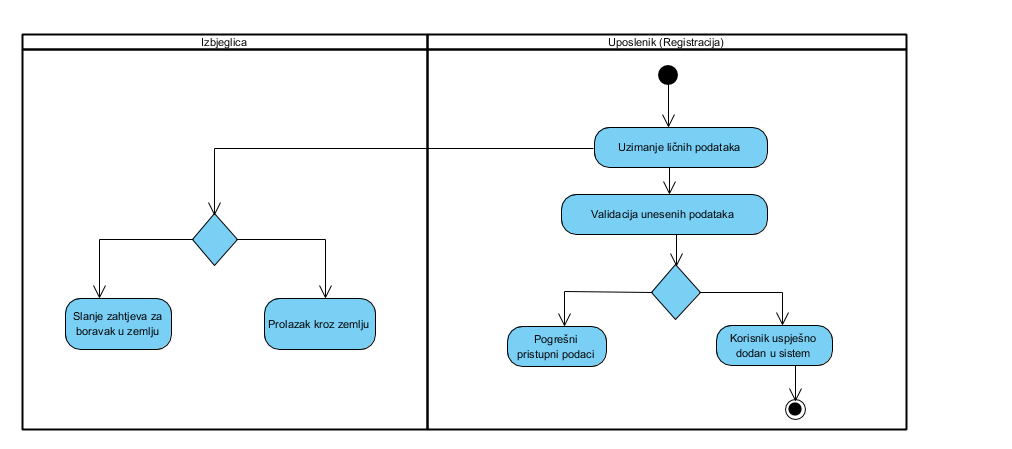 Izbjeglica
Uposlenik (Registracija)
Uzimanje ličnih podataka
Validacija unesenih podataka
Slanje zahtjeva za
boravak u zemlju
Prolazak kroz zemlju
Pogrešni
pristupni podaci
Korisnik uspješno
dodan u sistem